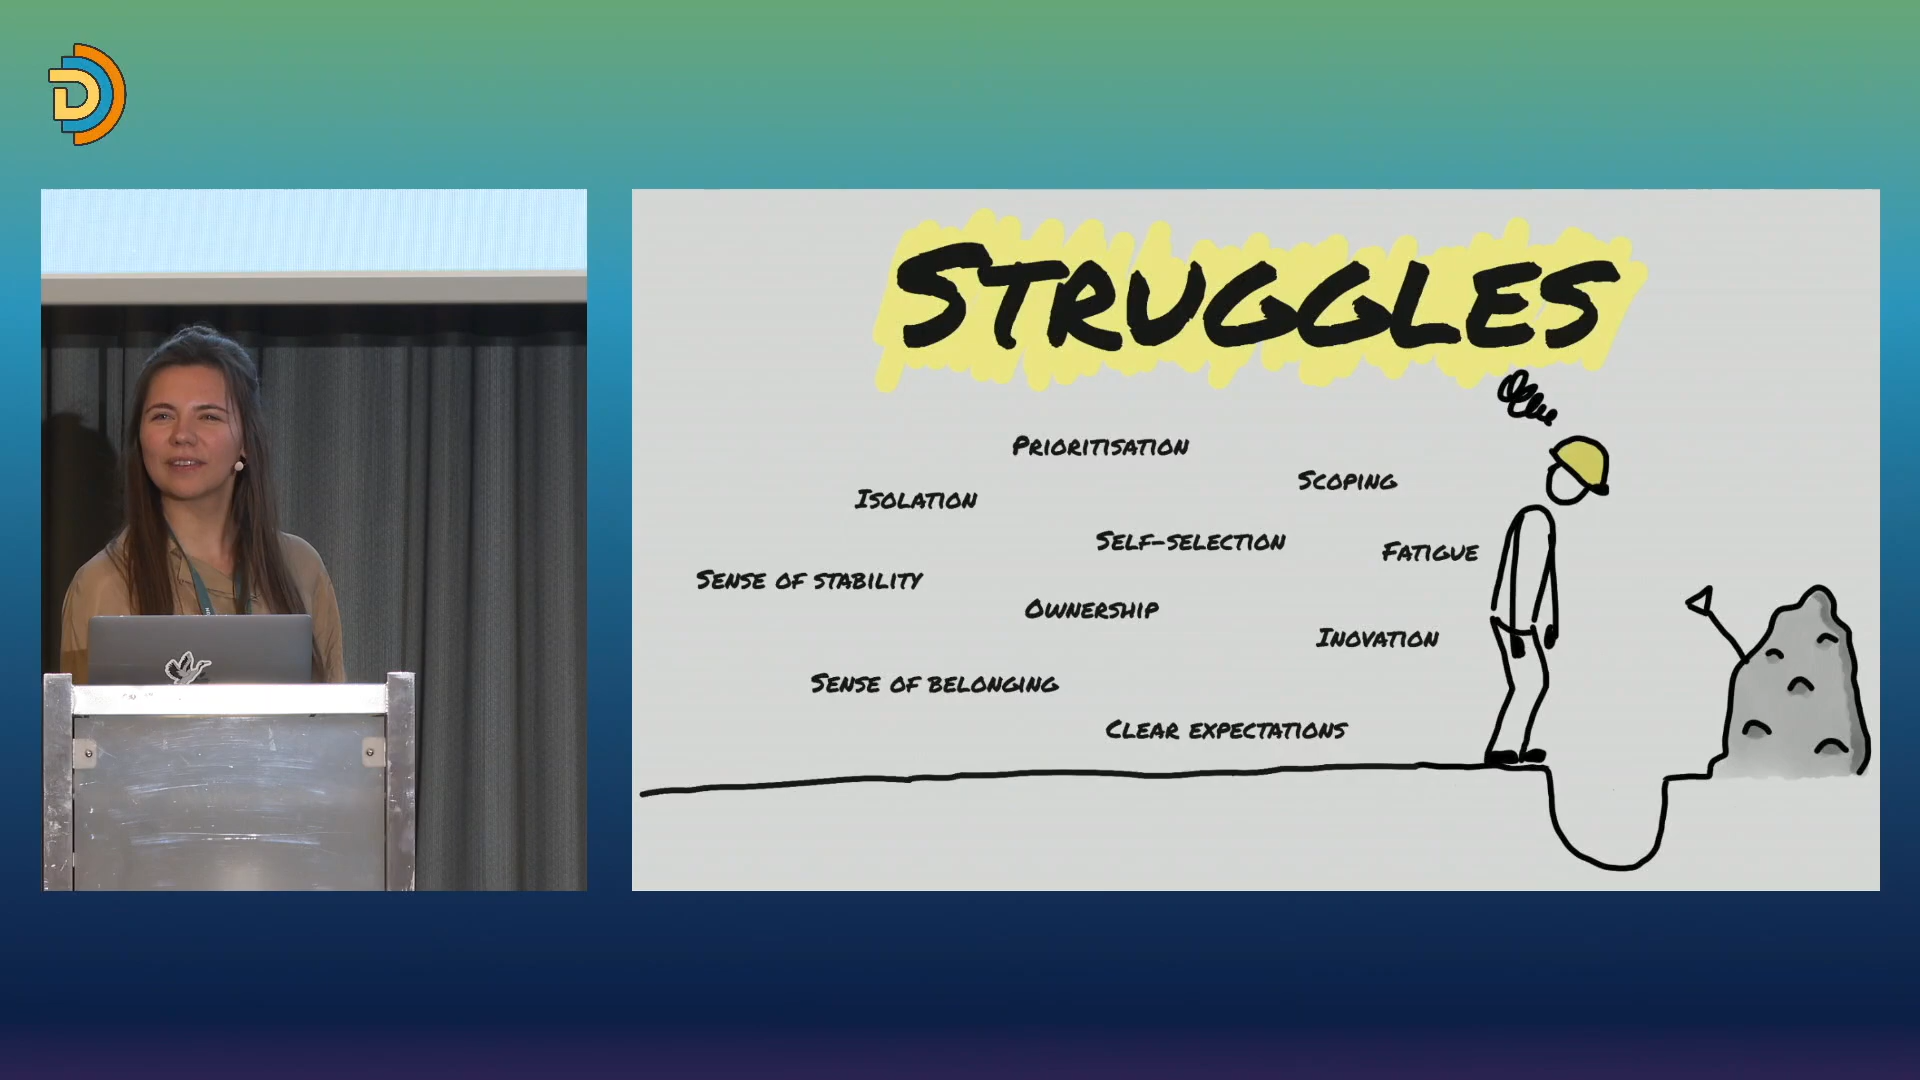 D
Struggles
Prioritisation
Scoping
Isolation
Self-selection
Fatigue
Sense of stability
Ownership
Inovation
Sense of belonging
Clear expectations